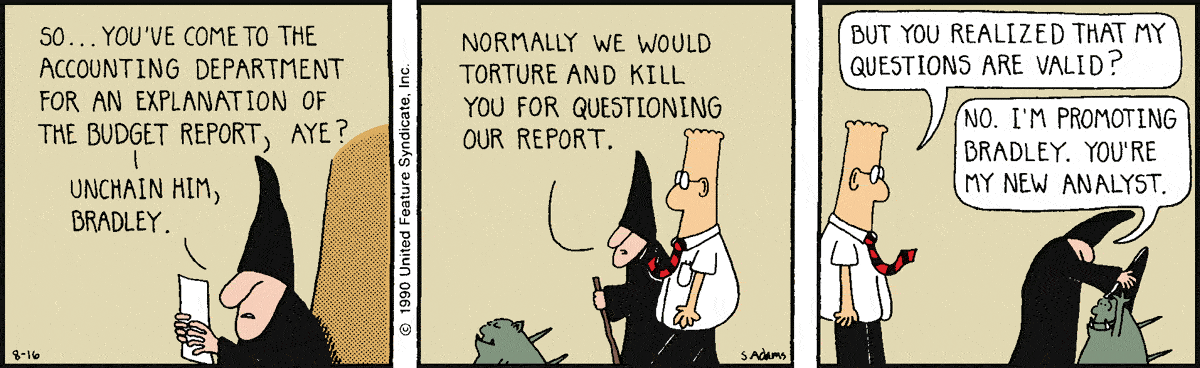 SO... YOU'VE COME TO THE
ACCOUNTING DEPARTMENT
FOR AN EXPLANATION OF
THE BUDGET REPORT, AYE?
UNCHAIN HIM,
BRADLEY.
8-16
© 1990 United Feature Syndicate, Inc.
NORMALLY WE WOULD
TORTURE AND KILL
YOU FOR QUESTIONING
OUR REPORT.
S Adams
BUT YOU REALIZED THAT MY
QUESTIONS ARE VALID?
NO. I'M PROMOTING
BRADLEY. YOU'RE
MY NEW ANALYST.